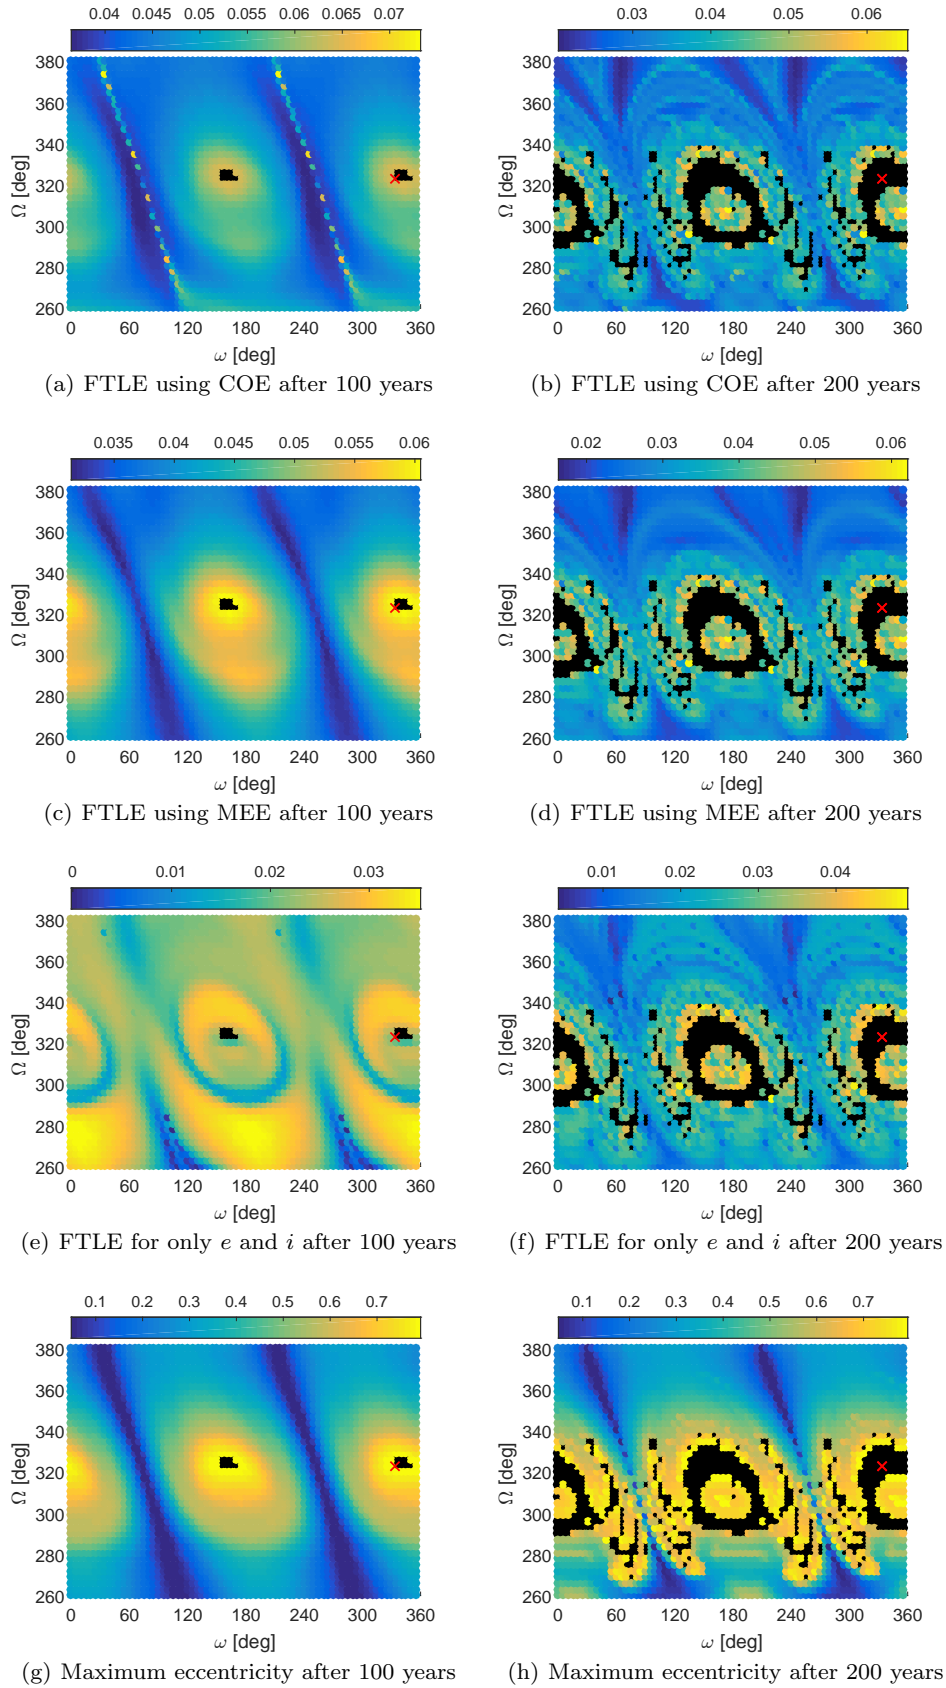 0.04 0.045 0.05 0.055 0.06 0.065 0.07
0.03 0.04 0.05 0.06
380
360
340
320
300
280
260
Ω [deg]
0 60 120 180 240 300 360
ω [deg]
380
360
340
320
300
280
260
Ω [deg]
0 60 120 180 240 300 360
ω [deg]
(a) FTLE using COE after 100 years
(b) FTLE using COE after 200 years
0.035 0.04 0.045 0.05 0.055 0.06
0.02 0.03 0.04 0.05 0.06
380
360
340
320
300
280
260
Ω [deg]
0 60 120 180 240 300 360
ω [deg]
380
360
340
320
300
280
260
Ω [deg]
0 60 120 180 240 300 360
ω [deg]
(c) FTLE using MEE after 100 years
(d) FTLE using MEE after 200 years
0 0.01 0.02 0.03
0.01 0.02 0.03 0.04
380
360
340
320
300
280
260
Ω [deg]
0 60 120 180 240 300 360
ω [deg]
380
360
340
320
300
280
260
Ω [deg]
0 60 120 180 240 300 360
ω [deg]
(e) FTLE for only e and i after 100 years
(f) FTLE for only e and i after 200 years
0.1 0.2 0.3 0.4 0.5 0.6 0.7
0.1 0.2 0.3 0.4 0.5 0.6 0.7
380
360
340
320
300
280
260
Ω [deg]
0 60 120 180 240 300 360
ω [deg]
380
360
340
320
300
280
260
Ω [deg]
0 60 120 180 240 300 360
ω [deg]
(g) Maximum eccentricity after 100 years
(h) Maximum eccentricity after 200 years